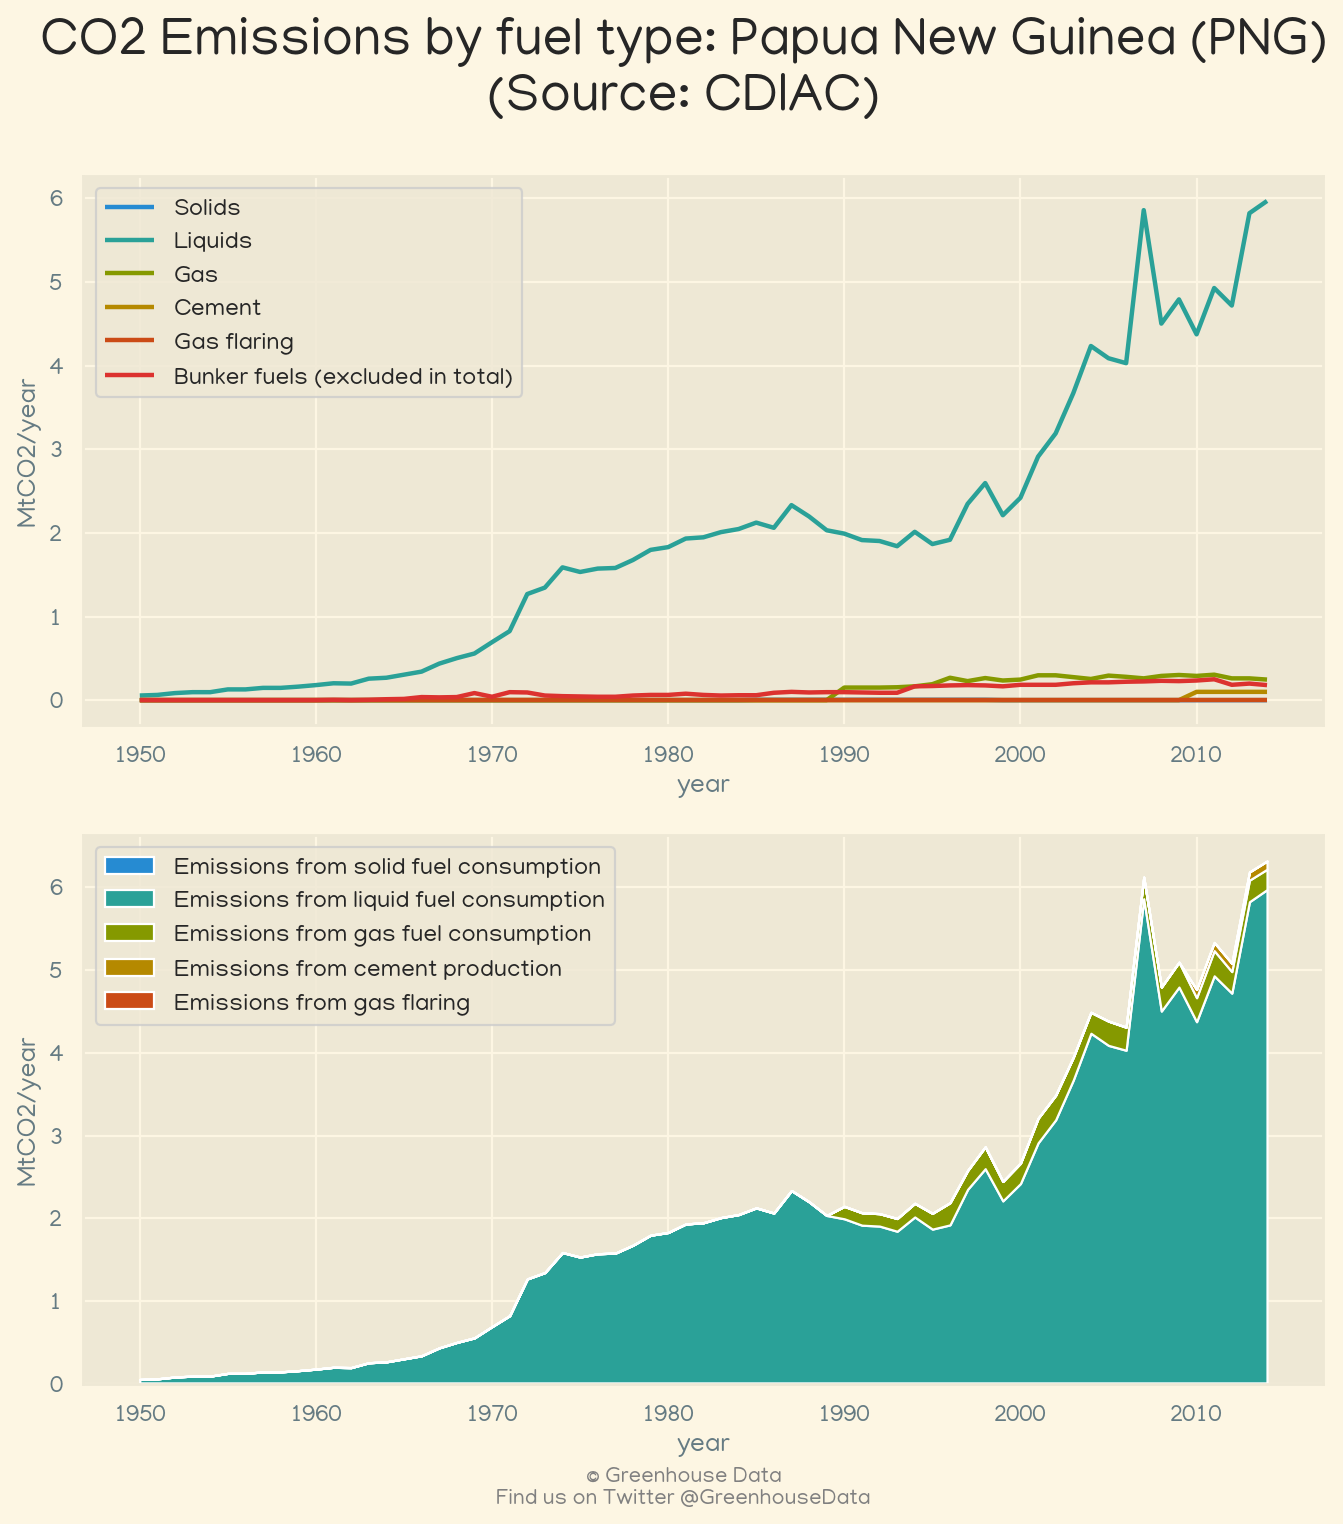 CO2 Emissions by fuel type: Papua New Guinea (PNG)
(Source: CDIAC)
Solids
Liquids
Gas
Cement
Gas flaring
Bunker fuels (excluded in total)
MtCO2/year
6
5
4
3
2
1
0
1950 1960 1970 1980 1990 2000 2010
year
Emissions from solid fuel consumption
Emissions from liquid fuel consumption
Emissions from gas fuel consumption
Emissions from cement production
Emissions from gas flaring
MtCO2/year
6
5
4
3
2
1
0
1950 1960 1970 1980 1990 2000 2010
year
© Greenhouse Data
Find us on Twitter @GreenhouseData